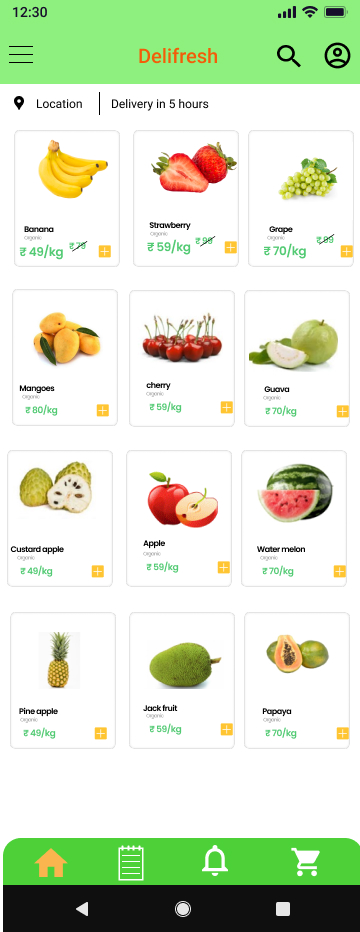 12:30
Delifresh
Location Delivery in 5 hours
Banana
Organic
₹ 49/kg ₹ 79
Strawberry
Organic
₹ 59/kg ₹ 99
Grape
Organic
₹ 70/kg ₹ 99
Mangoes
Organic
₹ 80/kg
cherry
Organic
₹ 59/kg
Guava
Organic
₹ 70/kg
Custard apple
Organic
₹ 49/kg
Apple
Organic
₹ 59/kg
Water melon
Organic
₹ 70/kg
Pine apple
Organic
₹ 49/kg
Jack fruit
Organic
₹ 59/kg
Papaya
Organic
₹ 70/kg